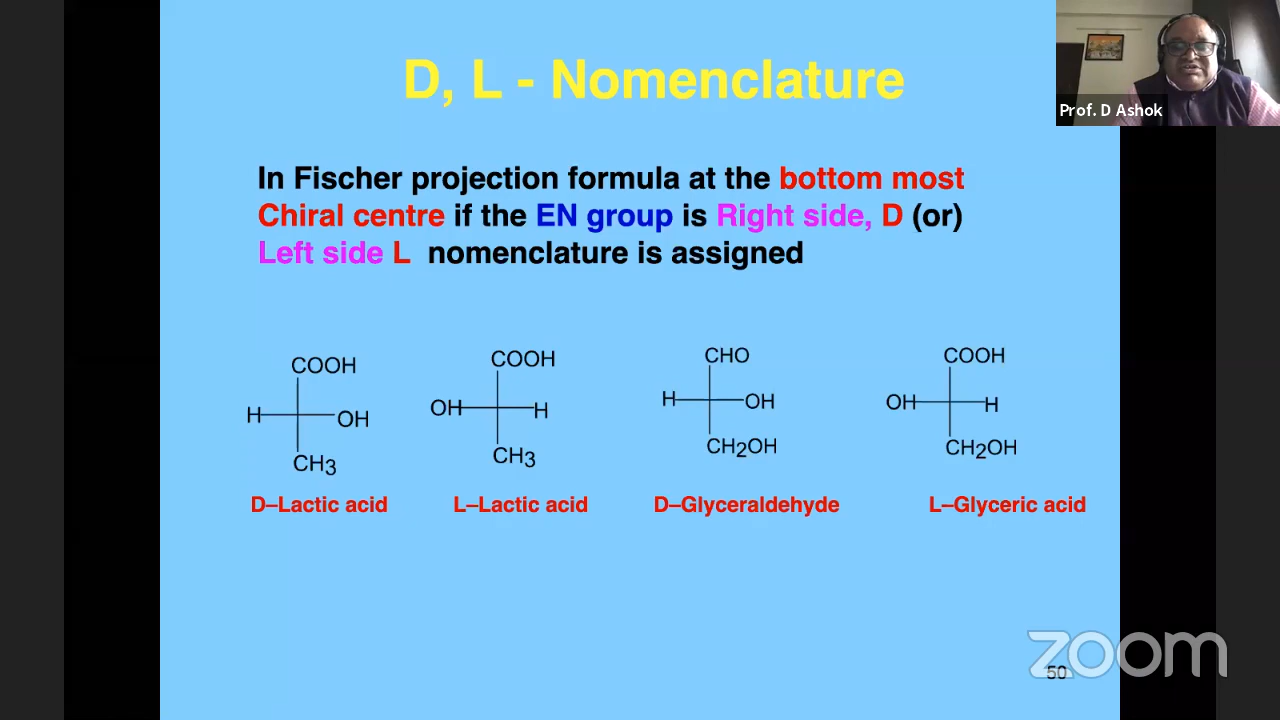 D, L - Nomenclature
Prof. D Ashok
In Fischer projection formula at the bottom most
Chiral centre if the EN group is Right side, D (or)
Left side L nomenclature is assigned
COOH
H
OH
CH3
D–Lactic acid
COOH
OH
H
CH3
L–Lactic acid
CHO
H
OH
CH2OH
D–Glyceraldehyde
COOH
OH
H
CH2OH
L–Glyceric acid
zoom
50